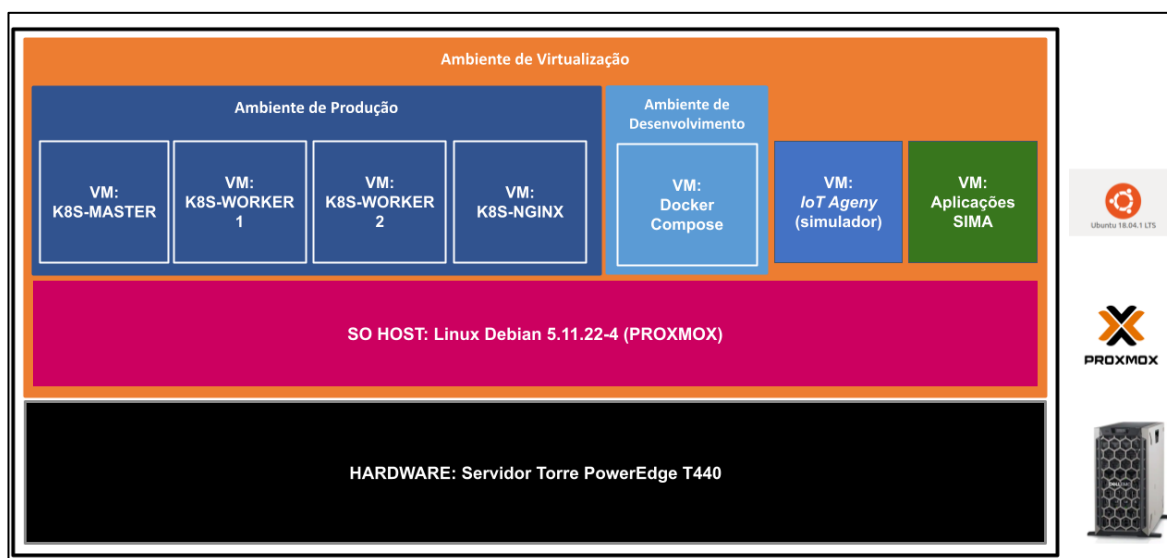 Ambiente de Virtualização
Ambiente de Produção
Ambiente de
Desenvolvimento
VM:
K8S-MASTER
VM:
K8S-WORKER
1
VM:
K8S-WORKER
2
VM:
K8S-NGINX
VM:
Docker
Compose
VM:
IoT Ageny
(simulador)
VM:
Aplicações
SIMA
Ubuntu 18.04.1 LTS
SO HOST: Linux Debian 5.11.22-4 (PROXMOX)
PROXMOX
HARDWARE: Servidor Torre PowerEdge T440